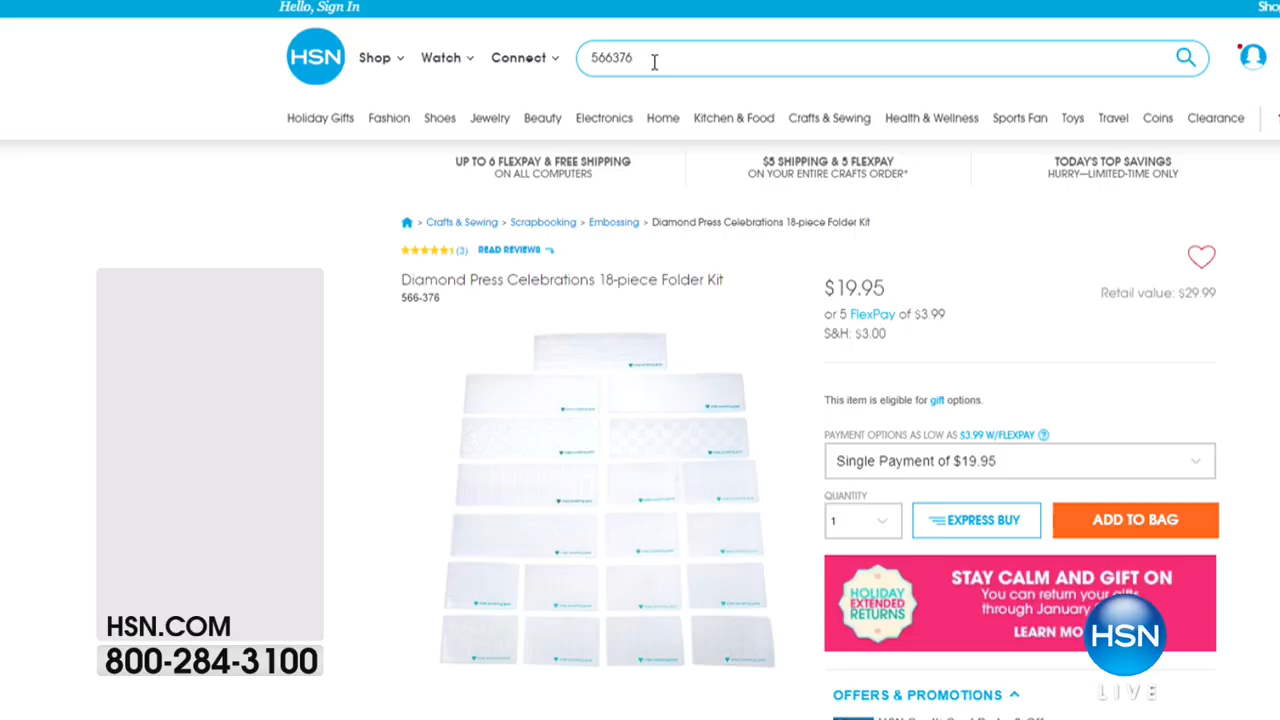 Hello, Sign In
Sho
HSN
Shop
Watch
Connect
566376
Holiday Gifts
Fashion
Shoes
Jewelry
Beauty
Electronics
Home
Kitchen & Food
Crafts & Sewing
Health & Wellness
Sports Fan
Toys
Travel
Coins
Clearance
UP TO 6 FLEXPAY & FREE SHIPPING
ON ALL COMPUTERS
$5 SHIPPING & 5 FLEXPAY
ON YOUR ENTIRE CRAFTS ORDER*
TODAY'S TOP SAVINGS
HURRY—LIMITED-TIME ONLY
> Crafts & Sewing > Scrapbooking > Embossing > Diamond Press Celebrations 18-piece Folder Kit
(3) READ REVIEWS
Diamond Press Celebrations 18-piece Folder Kit
566-376
$19.95
Retail value: $29.99
or 5 FlexPay of $3.99
S&H: $3.00
This item is eligible for gift options.
PAYMENT OPTIONS AS LOW AS $3.99 W/FLEXPAY ?
Single Payment of $19.95
QUANTITY
1
EXPRESS BUY
ADD TO BAG
HOLIDAY
EXTENDED
RETURNS
STAY CALM AND GIFT ON
You can return your gifts
through January
LEARN MO
HSN
LIVE
OFFERS & PROMOTIONS
HSN.COM
800-284-3100